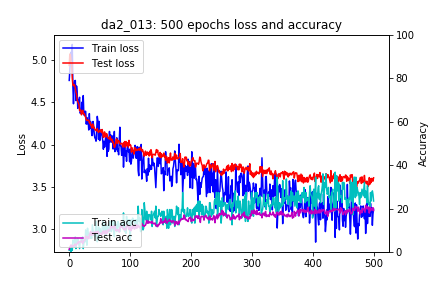 da2_013: 500 epochs loss and accuracy
Train loss
Test loss
Train acc
Test acc
Loss
5.0
4.5
4.0
3.5
3.0
Accuracy
100
80
60
40
20
0
0
100
200
300
400
500